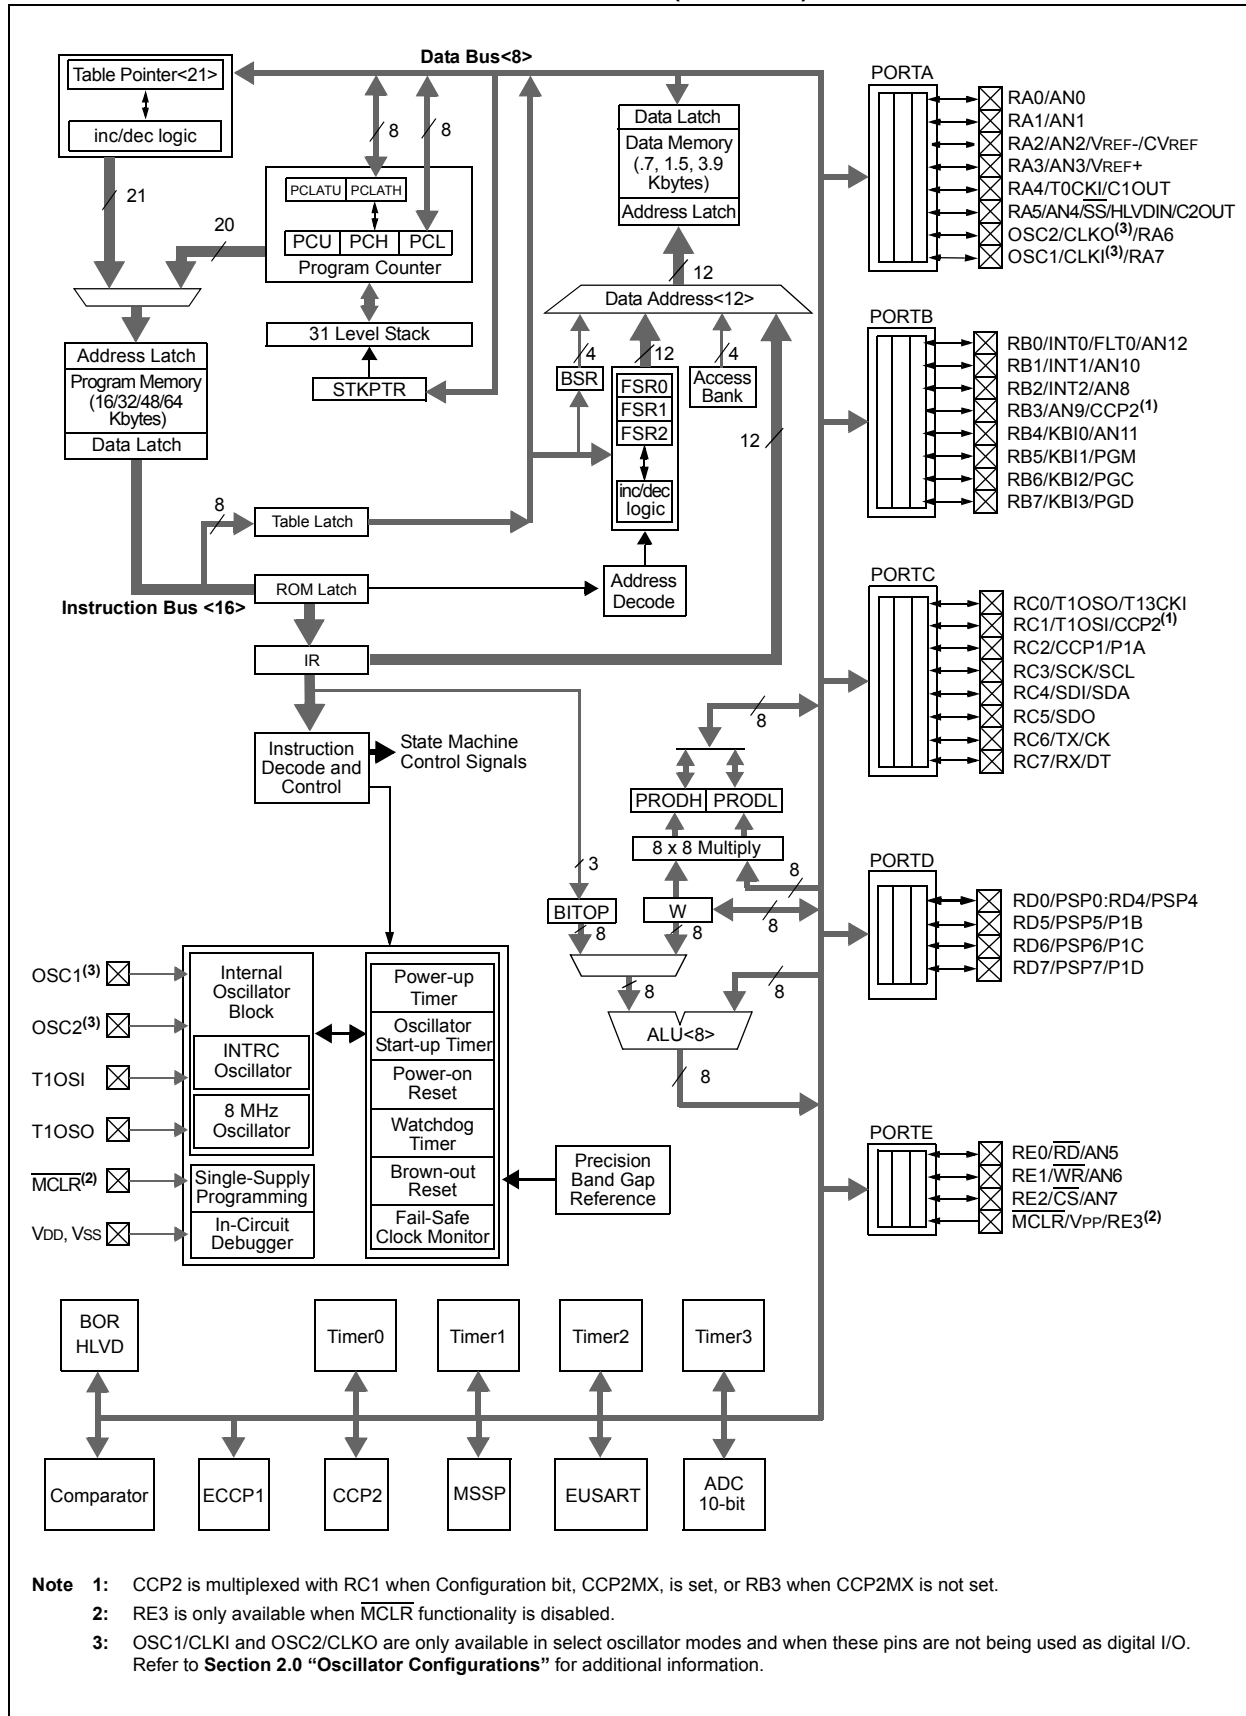 Data Bus<8>
Table Pointer<21>
inc/dec logic
21
20
8
8
PCLATU PCLATH
PCU PCH PCL
Program Counter
31 Level Stack
STKPTR
Address Latch
Program Memory
(16/32/48/64
Kbytes)
Data Latch
8
Table Latch
ROM Latch
Instruction Bus <16>
IR
Instruction
Decode and
Control
State Machine
Control Signals
Data Latch
Data Memory
(.7, 1.5, 3.9
Kbytes)
Address Latch
12
Data Address<12>
4
12
4
BSR
FSR0
FSR1
FSR2
inc/dec
logic
Access
Bank
12
Address
Decode
8
PRODH PRODL
8 x 8 Multiply
3
8
BITOP
W
8
8
8
8
8
ALU<8>
8
OSC1(3)
OSC2(3)
T1OSI
T1OSO
MCLR(2)
VDD, VSS
Internal
Oscillator
Block
INTRC
Oscillator
8 MHz
Oscillator
Single-Supply
Programming
In-Circuit
Debugger
Power-up
Timer
Oscillator
Start-up Timer
Power-on
Reset
Watchdog
Timer
Brown-out
Reset
Fail-Safe
Clock Monitor
Precision
Band Gap
Reference
PORTA
RA0/AN0
RA1/AN1
RA2/AN2/VREF-/CVREF
RA3/AN3/VREF+
RA4/T0CKI/C1OUT
RA5/AN4/SS/HLVDIN/C2OUT
OSC2/CLKO(3)/RA6
OSC1/CLKI(3)/RA7
PORTB
RB0/INT0/FLT0/AN12
RB1/INT1/AN10
RB2/INT2/AN8
RB3/AN9/CCP2(1)
RB4/KBI0/AN11
RB5/KBI1/PGM
RB6/KBI2/PGC
RB7/KBI3/PGD
PORTC
RC0/T1OSO/T13CKI
RC1/T1OSI/CCP2(1)
RC2/CCP1/P1A
RC3/SCK/SCL
RC4/SDI/SDA
RC5/SDO
RC6/TX/CK
RC7/RX/DT
PORTD
RD0/PSP0:RD4/PSP4
RD5/PSP5/P1B
RD6/PSP6/P1C
RD7/PSP7/P1D
PORTE
RE0/RD/AN5
RE1/WR/AN6
RE2/CS/AN7
MCLR/VPP/RE3(2)
BOR
HLVD
Timer0
Timer1
Timer2
Timer3
Comparator
ECCP1
CCP2
MSSP
EUSART
ADC
10-bit
Note 1: CCP2 is multiplexed with RC1 when Configuration bit, CCP2MX, is set, or RB3 when CCP2MX is not set.
2: RE3 is only available when MCLR functionality is disabled.
3: OSC1/CLKI and OSC2/CLKO are only available in select oscillator modes and when these pins are not being used as digital I/O.
Refer to Section 2.0 “Oscillator Configurations” for additional information.